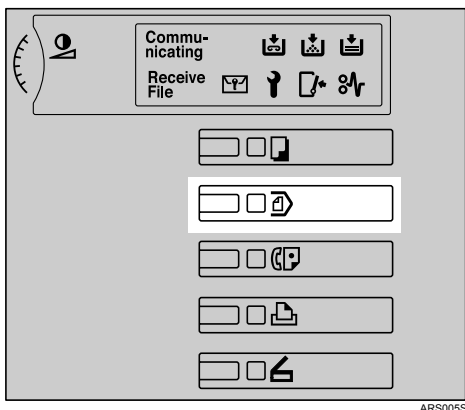 Commu-
nicating
Receive
File
ARS005S